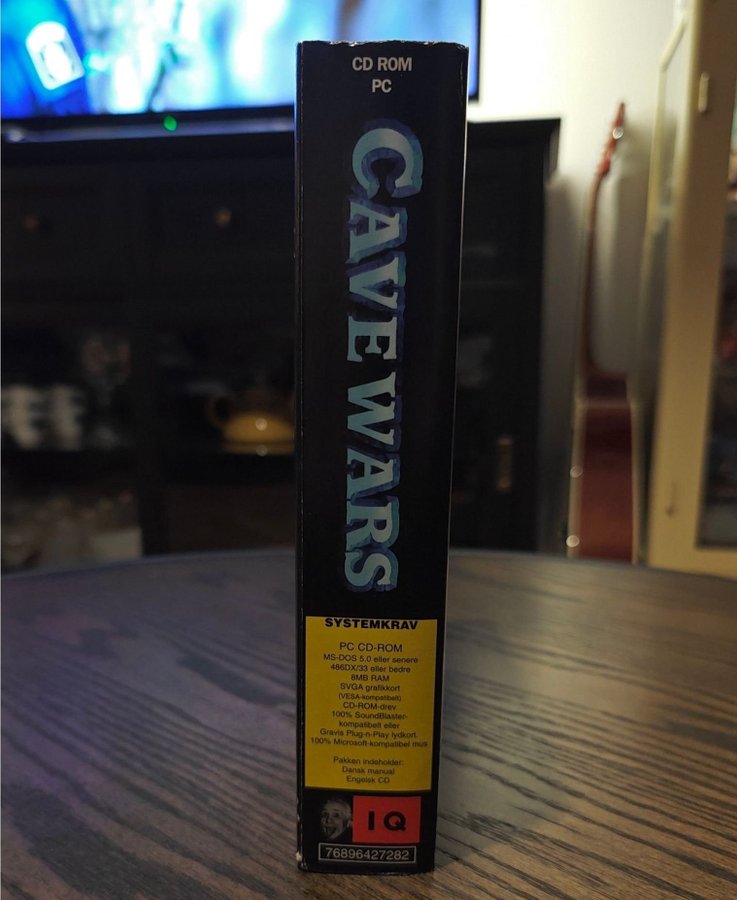 CD ROM
PC
CAVE WARS
SYSTEMKRAV
PC CD-ROM
MS-DOS 5.0 eller senere
486DX/33 eller bedre
8MB RAM
SVGA grafikkort
(VESA-kompatibelt)
CD-ROM-drev
100% SoundBlaster-
kompatibelt eller
Gravis Plug-n-Play lydkort.
100% Microsoft-kompatibel mus
Pakken indeholder:
Dansk manual
Engelsk CD
IQ
76896427282